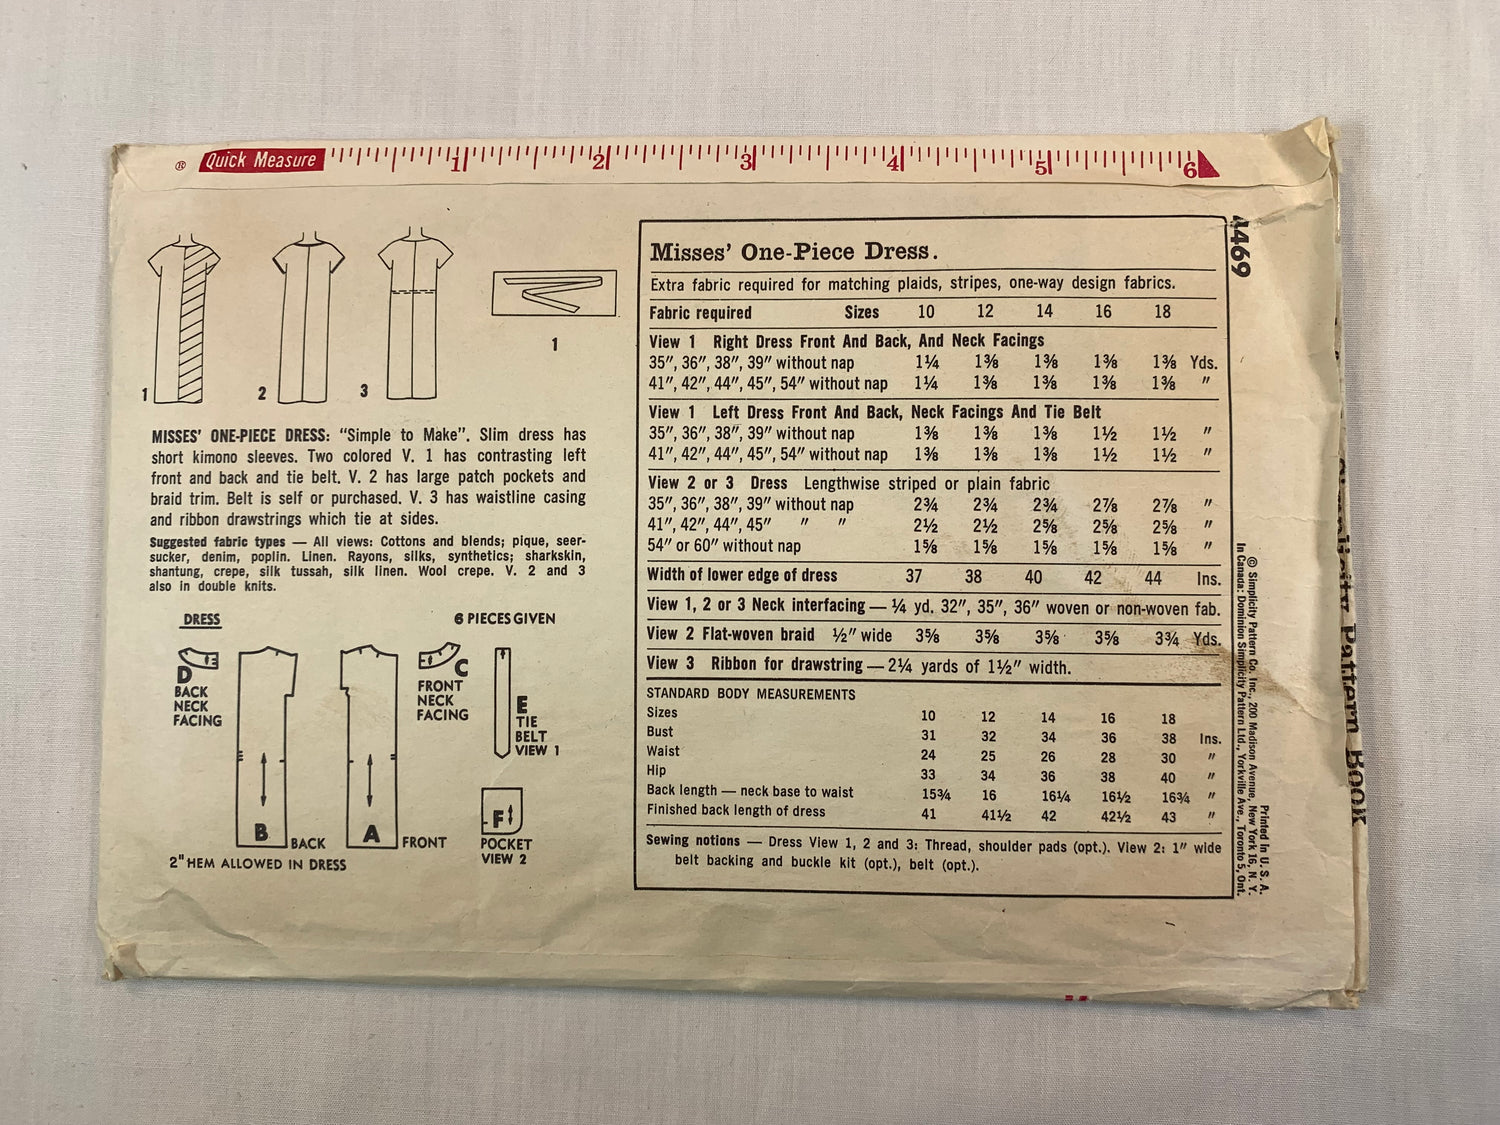 ® Quick Measure 1 2 3 4 5 6
1 2 3
1
MISSES' ONE-PIECE DRESS: “Simple to Make”. Slim dress has
short kimono sleeves. Two colored V. 1 has contrasting left
front and back and tie belt. V. 2 has large patch pockets and
braid trim. Belt is self or purchased. V. 3 has waistline casing
and ribbon drawstrings which tie at sides.
Suggested fabric types — All views: Cottons and blends; pique, seer-
sucker, denim, poplin. Linen. Rayons, silks, synthetics; sharkskin,
shantung, crepe, silk tussah, silk linen. Wool crepe. V. 2 and 3
also in double knits.
DRESS
6 PIECES GIVEN
D
BACK
NECK
FACING
B
BACK
A
FRONT
C
FRONT
NECK
FACING
E
TIE
BELT
VIEW 1
F
POCKET
VIEW 2
2" HEM ALLOWED IN DRESS
Misses' One-Piece Dress.
Extra fabric required for matching plaids, stripes, one-way design fabrics.
Fabric required Sizes 10 12 14 16 18
View 1 Right Dress Front And Back, And Neck Facings
35", 36", 38", 39" without nap 1¼ 1⅜ 1⅜ 1⅜ 1⅜ Yds.
41", 42", 44", 45", 54" without nap 1¼ 1⅜ 1⅜ 1⅜ 1⅜ "
View 1 Left Dress Front And Back, Neck Facings And Tie Belt
35", 36", 38", 39" without nap 1⅜ 1⅜ 1⅜ 1½ 1½ "
41", 42", 44", 45", 54" without nap 1⅜ 1⅜ 1⅜ 1½ 1½ "
View 2 or 3 Dress Lengthwise striped or plain fabric
35", 36", 38", 39" without nap 2¾ 2¾ 2¾ 2⅞ 2⅞ "
41", 42", 44", 45" " " 2½ 2½ 2⅝ 2⅝ 2⅝ "
54" or 60" without nap 1⅝ 1⅝ 1⅝ 1⅝ 1⅝ "
Width of lower edge of dress 37 38 40 42 44 Ins.
View 1, 2 or 3 Neck interfacing — ¼ yd. 32", 35", 36" woven or non-woven fab.
View 2 Flat-woven braid ½" wide 3⅝ 3⅝ 3⅝ 3⅝ 3¾ Yds.
View 3 Ribbon for drawstring — 2¼ yards of 1½" width.
STANDARD BODY MEASUREMENTS
Sizes 10 12 14 16 18
Bust 31 32 34 36 38 Ins.
Waist 24 25 26 28 30 "
Hip 33 34 36 38 40 "
Back length — neck base to waist 15¾ 16 16¼ 16½ 16¾ "
Finished back length of dress 41 41½ 42 42½ 43 "
Sewing notions — Dress View 1, 2 and 3: Thread, shoulder pads (opt.). View 2: 1" wide
belt backing and buckle kit (opt.), belt (opt.).
4469
Printed in U. S. A.
© Simplicity Pattern Co. Inc., 200 Madison Avenue, New York 16, N. Y.
In Canada: Dominion Simplicity Pattern Ltd., Yorkville Ave., Toronto 5, Ont.
Pattern Book